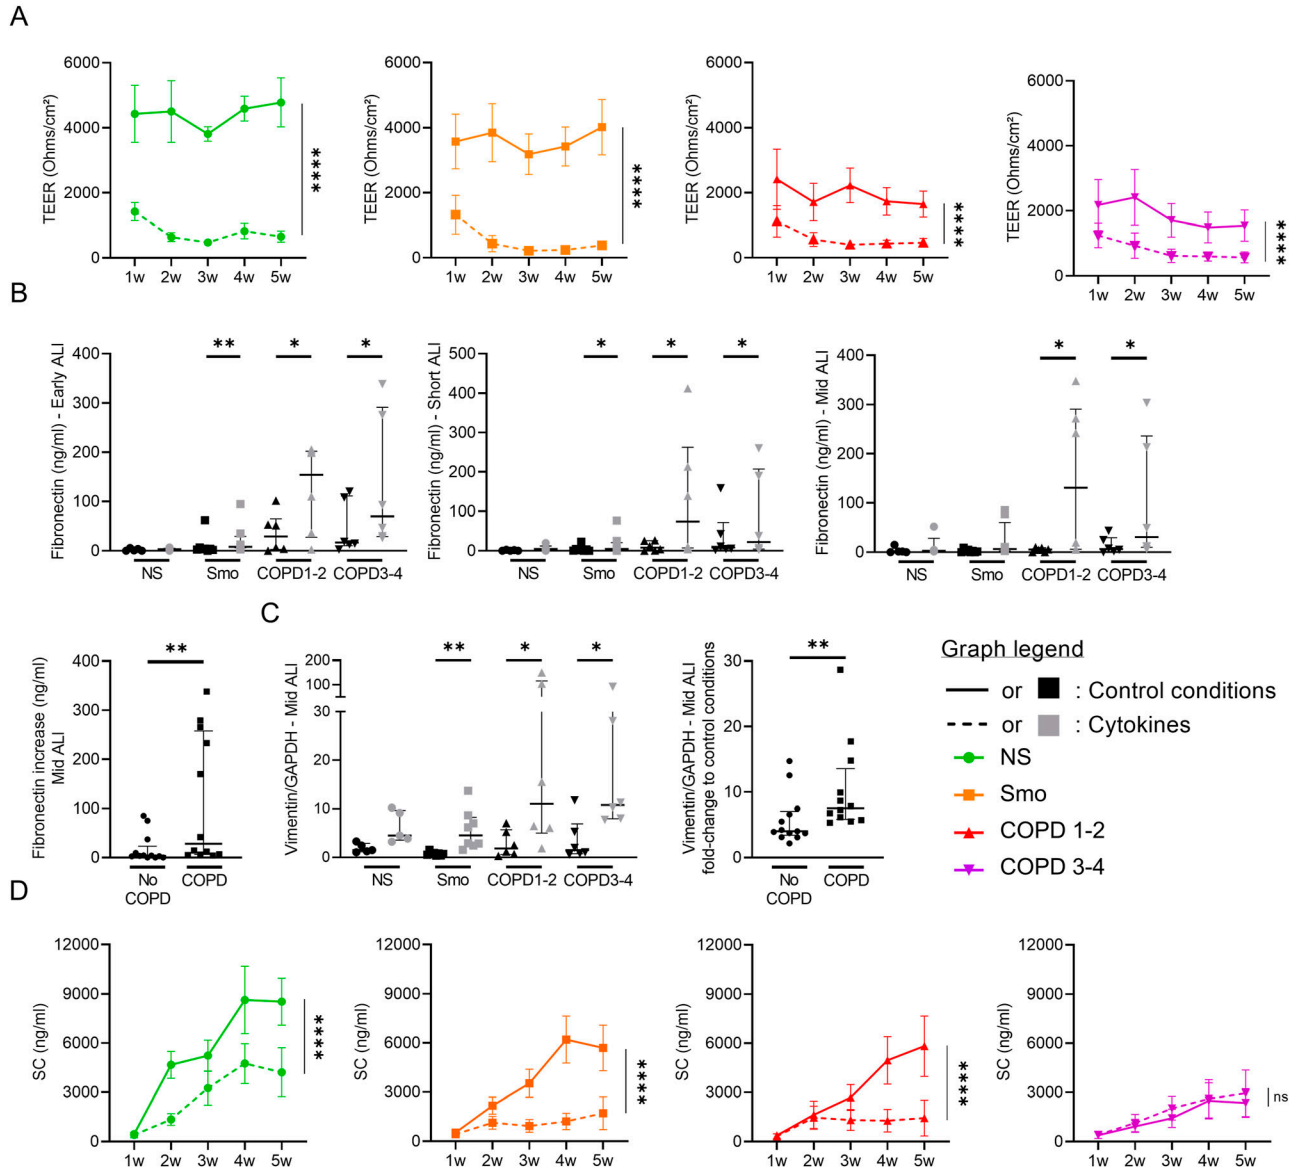 A
TEER (Ohms/cm²)
6000
4000
2000
0
1w 2w 3w 4w 5w
****
TEER (Ohms/cm²)
6000
4000
2000
0
1w 2w 3w 4w 5w
****
TEER (Ohms/cm²)
6000
4000
2000
0
1w 2w 3w 4w 5w
****
TEER (Ohms/cm²)
6000
4000
2000
0
1w 2w 3w 4w 5w
****
B
Fibronectin (ng/ml) - Early ALI
400
300
200
100
0
** * *
NS Smo COPD1-2 COPD3-4
Fibronectin (ng/ml) - Short ALI
500
400
300
200
100
0
* * *
NS Smo COPD1-2 COPD3-4
Fibronectin (ng/ml) - Mid ALI
400
300
200
100
0
* *
NS Smo COPD1-2 COPD3-4
Fibronectin increase (ng/ml)
Mid ALI
400
300
200
100
0
**
No
COPD
COPD
C
Vimentin/GAPDH - Mid ALI
200
100
30
20
10
0
** * *
NS Smo COPD1-2 COPD3-4
Vimentin/GAPDH - Mid ALI
fold-change to control conditions
30
20
10
0
**
No
COPD
COPD
Graph legend
or : Control conditions
or : Cytokines
NS
Smo
COPD 1-2
COPD 3-4
D
SC (ng/ml)
12000
9000
6000
3000
0
1w 2w 3w 4w 5w
****
SC (ng/ml)
12000
9000
6000
3000
0
1w 2w 3w 4w 5w
****
SC (ng/ml)
12000
9000
6000
3000
0
1w 2w 3w 4w 5w
****
SC (ng/ml)
12000
9000
6000
3000
0
1w 2w 3w 4w 5w
ns